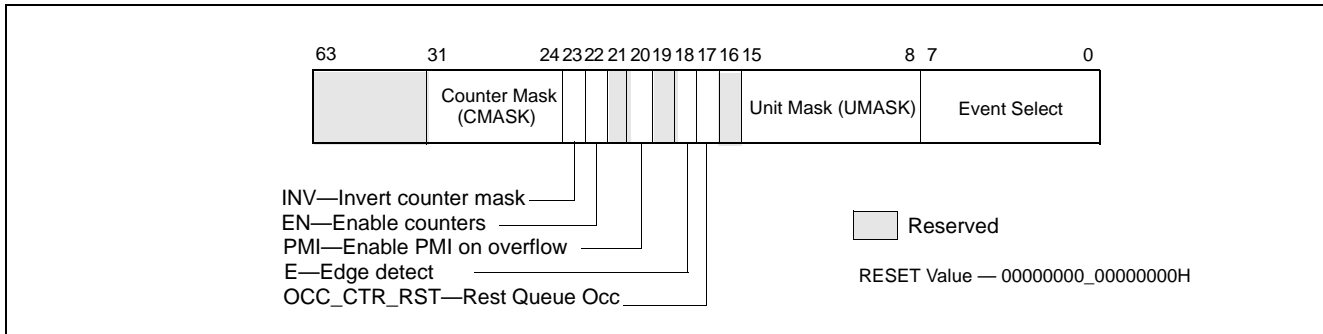 63 31 24 23 22 21 20 19 18 17 16 15 8 7 0
Counter Mask
(CMASK)
Unit Mask (UMASK)
Event Select
INV—Invert counter mask
EN—Enable counters
PMI—Enable PMI on overflow
E—Edge detect
OCC_CTR_RST—Rest Queue Occ
Reserved
RESET Value — 00000000_00000000H